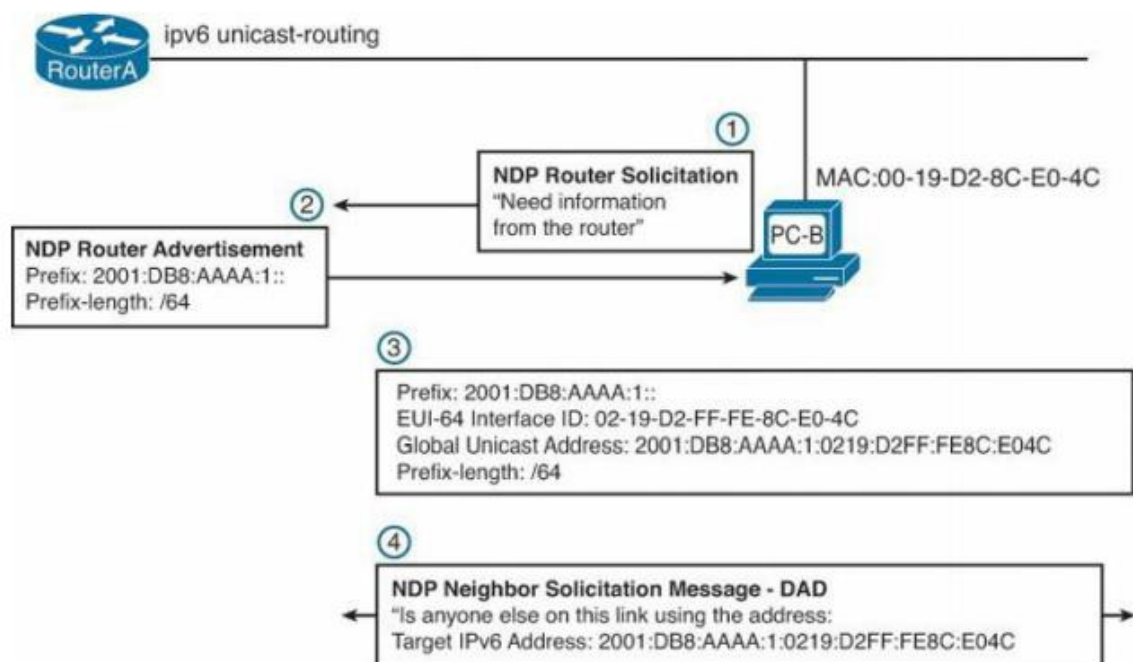 ipv6 unicast-routing
RouterA
1
NDP Router Solicitation
“Need information
from the router”
MAC:00-19-D2-8C-E0-4C
PC-B
2
NDP Router Advertisement
Prefix: 2001:DB8:AAAA:1::
Prefix-length: /64
3
Prefix: 2001:DB8:AAAA:1::
EUI-64 Interface ID: 02-19-D2-FF-FE-8C-E0-4C
Global Unicast Address: 2001:DB8:AAAA:1:0219:D2FF:FE8C:E04C
Prefix-length: /64
4
NDP Neighbor Solicitation Message - DAD
“Is anyone else on this link using the address:
Target IPv6 Address: 2001:DB8:AAAA:1:0219:D2FF:FE8C:E04C